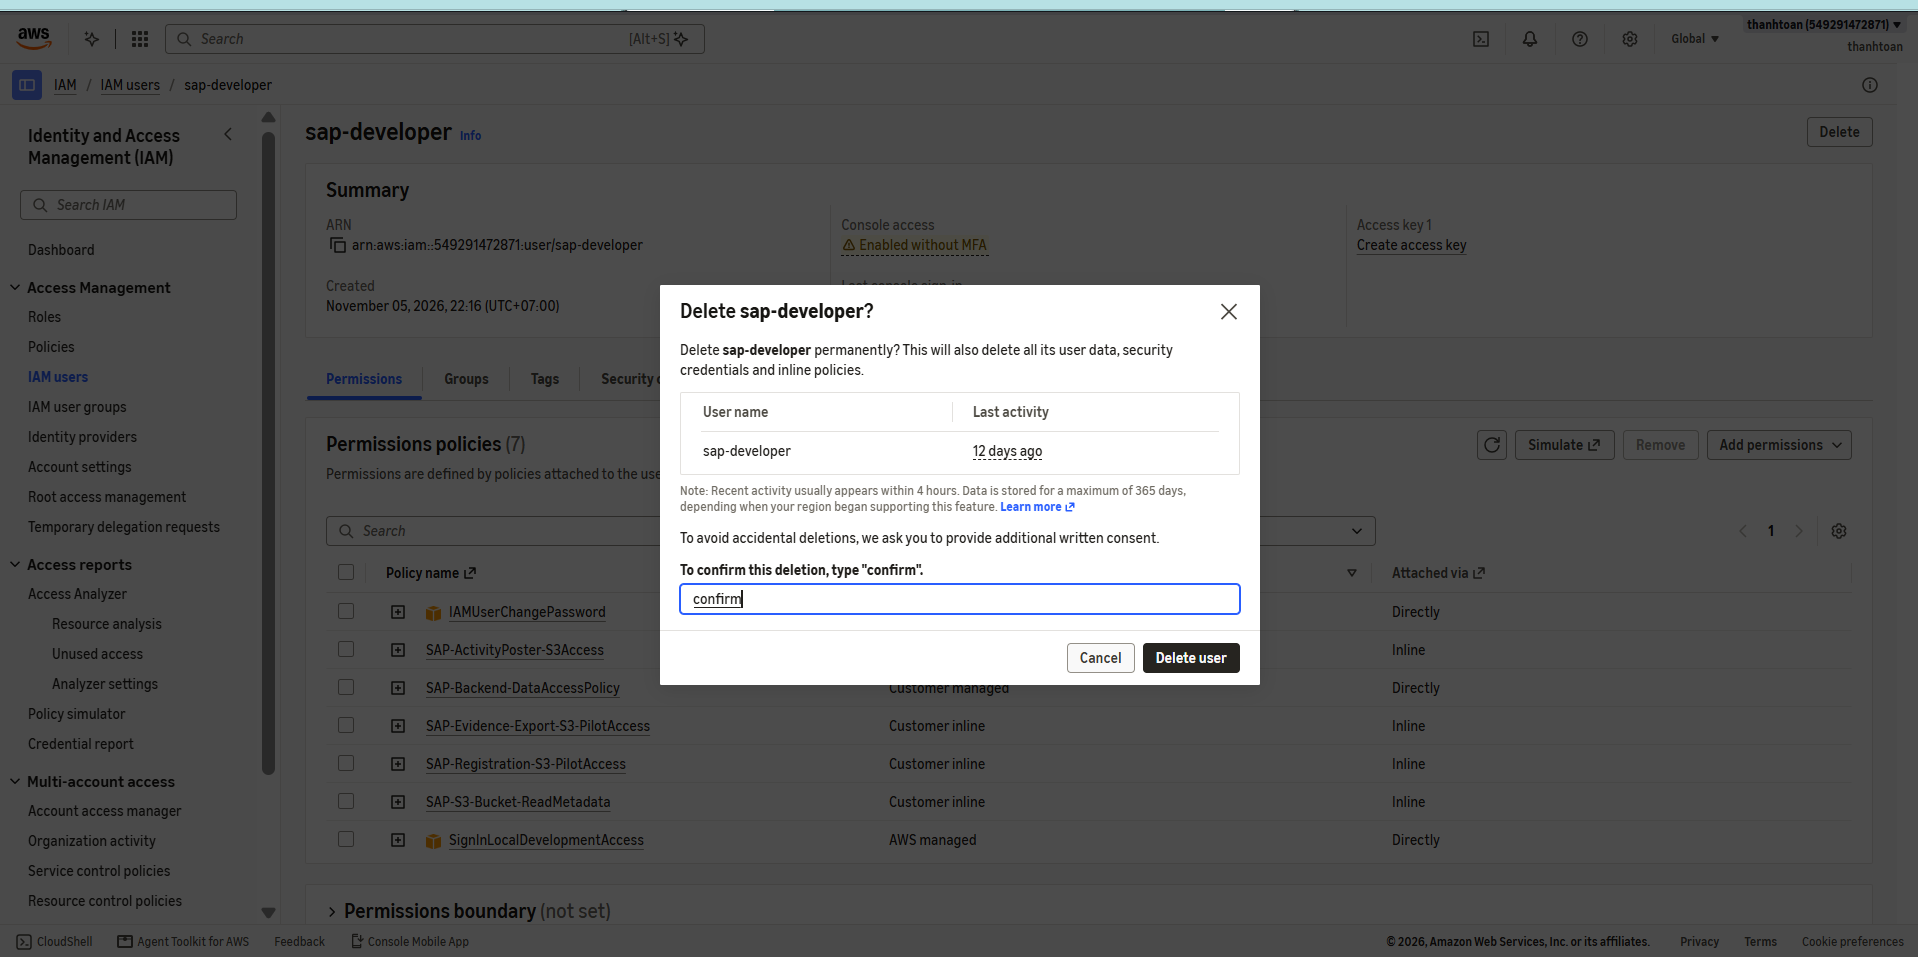 aws
Search
[Alt+S]
Global
thanhtoan (549291472871)
thanhtoan
IAM / IAM users / sap-developer
Identity and Access
Management (IAM)
Search IAM
Dashboard
Access Management
Roles
Policies
IAM users
IAM user groups
Identity providers
Account settings
Root access management
Temporary delegation requests
Access reports
Access Analyzer
Resource analysis
Unused access
Analyzer settings
Policy simulator
Credential report
Multi-account access
Account access manager
Organization activity
Service control policies
Resource control policies
sap-developer Info
Delete
Summary
ARN
arn:aws:iam::549291472871:user/sap-developer
Created
November 05, 2026, 22:16 (UTC+07:00)
Console access
Enabled without MFA
Access key 1
Create access key
Permissions
Groups
Tags
Security
Permissions policies (7)
Permissions are defined by policies attached to the use
Simulate
Remove
Add permissions
Search
1
Policy name
Attached via
IAMUserChangePassword
Directly
SAP-ActivityPoster-S3Access
Inline
SAP-Backend-DataAccessPolicy
Customer managed
Directly
SAP-Evidence-Export-S3-PilotAccess
Customer inline
Inline
SAP-Registration-S3-PilotAccess
Customer inline
Inline
SAP-S3-Bucket-ReadMetadata
Customer inline
Inline
SignInLocalDevelopmentAccess
AWS managed
Directly
Permissions boundary (not set)
Delete sap-developer?
Delete sap-developer permanently? This will also delete all its user data, security
credentials and inline policies.
User name
Last activity
sap-developer
12 days ago
Note: Recent activity usually appears within 4 hours. Data is stored for a maximum of 365 days,
depending when your region began supporting this feature. Learn more
To avoid accidental deletions, we ask you to provide additional written consent.
To confirm this deletion, type "confirm".
confirm
Cancel
Delete user
CloudShell
Agent Toolkit for AWS
Feedback
Console Mobile App
© 2026, Amazon Web Services, Inc. or its affiliates.
Privacy
Terms
Cookie preferences